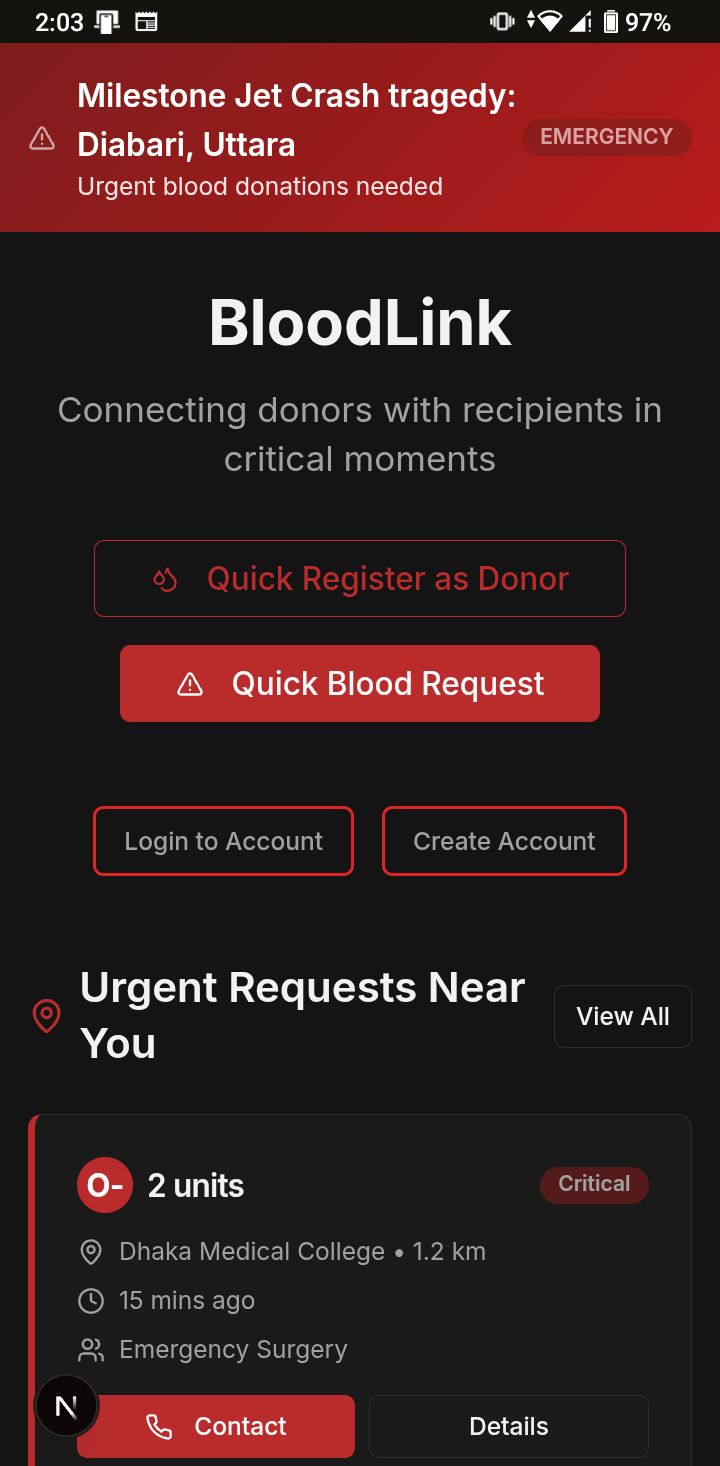 2:03 97%
Milestone Jet Crash tragedy:
Diabari, Uttara
EMERGENCY
Urgent blood donations needed
BloodLink
Connecting donors with recipients in
critical moments
Quick Register as Donor
Quick Blood Request
Login to Account Create Account
Urgent Requests Near
You
View All
O- 2 units Critical
Dhaka Medical College • 1.2 km
15 mins ago
Emergency Surgery
N Contact Details